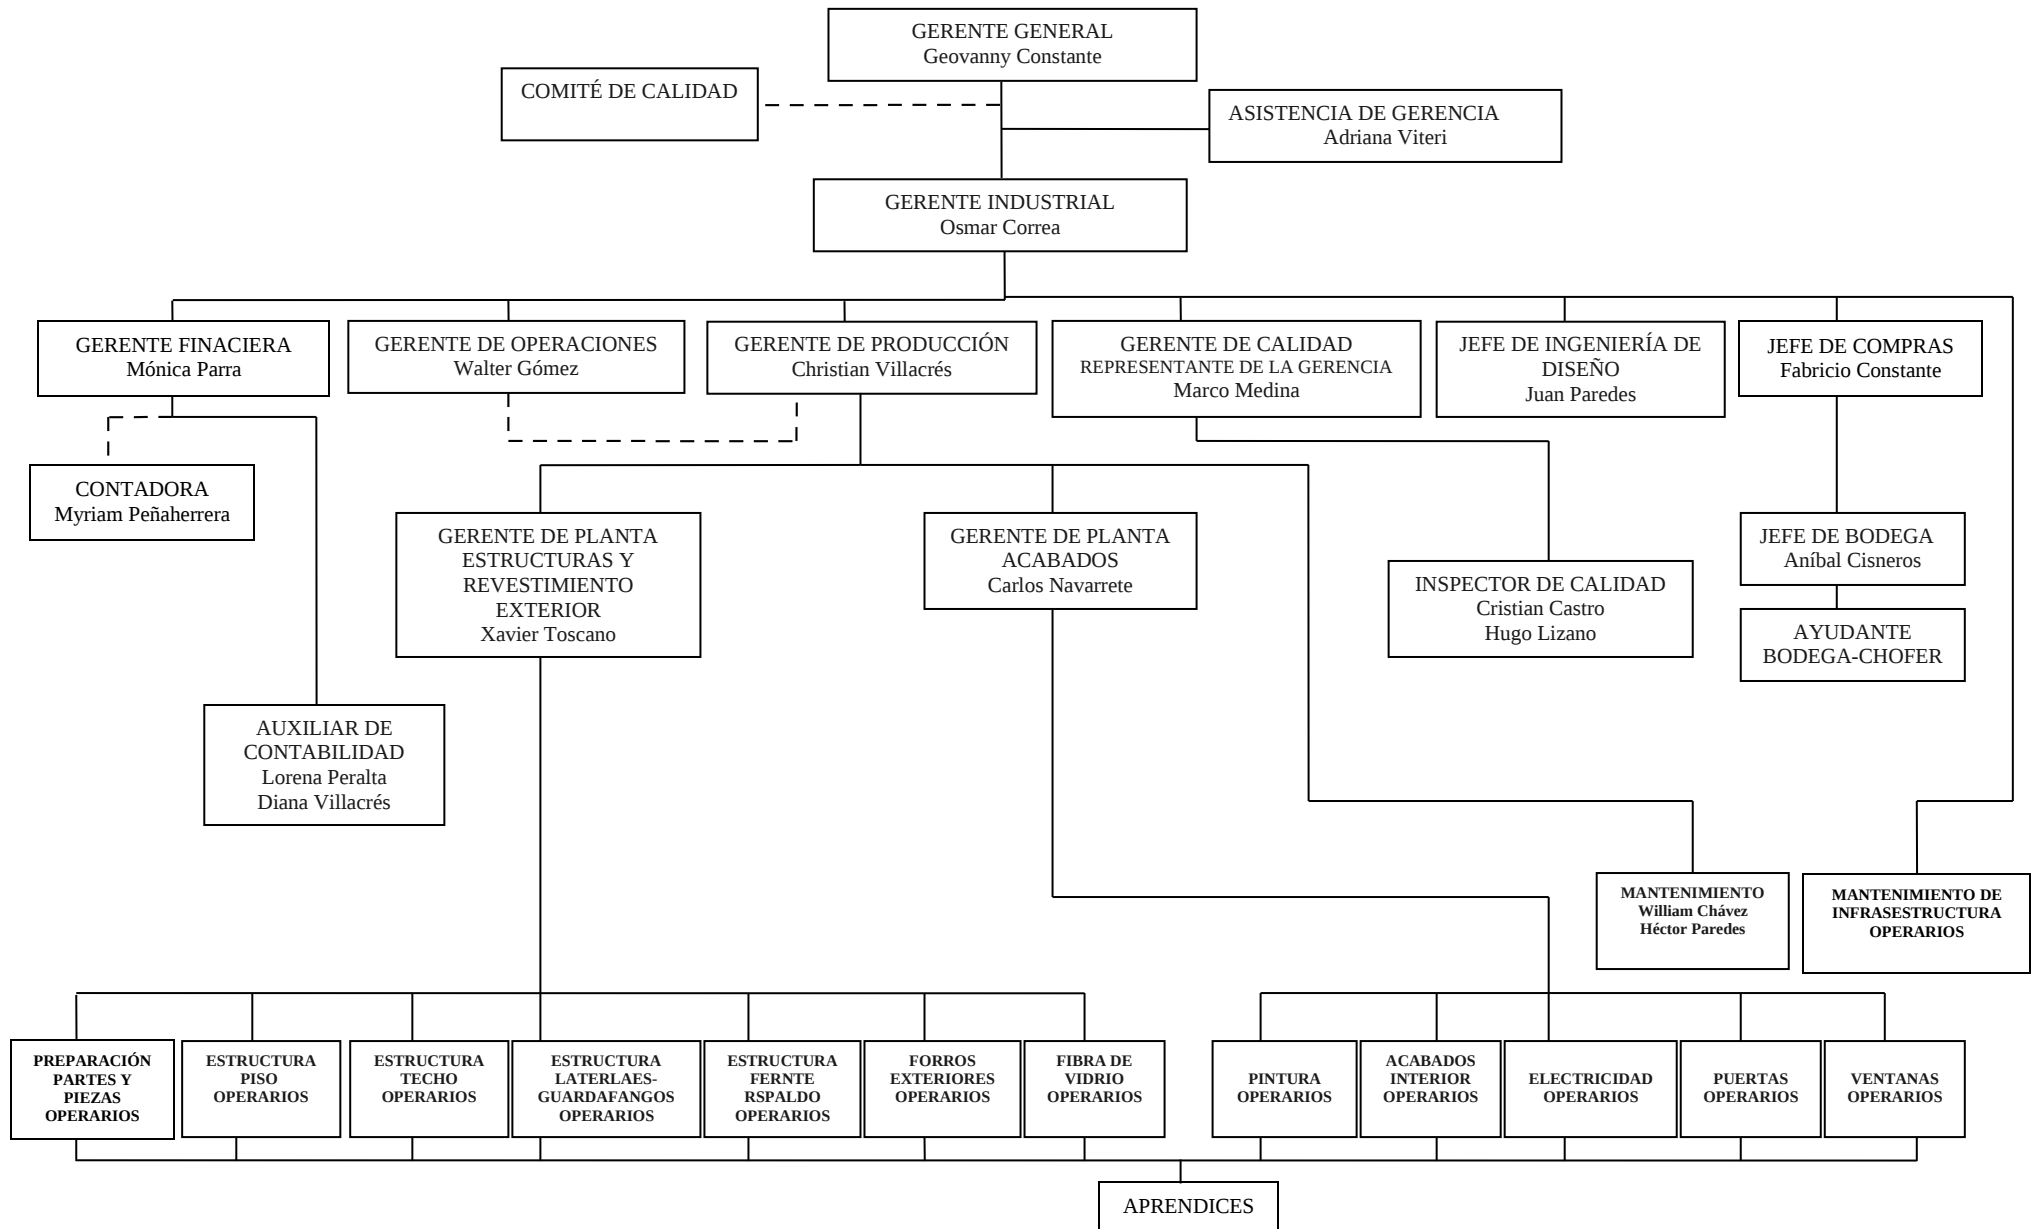 GERENTE GENERAL
Geovanny Constante
COMITÉ DE CALIDAD
ASISTENCIA DE GERENCIA
Adriana Viteri
GERENTE INDUSTRIAL
Osmar Correa
GERENTE FINACIERA
Mónica Parra
GERENTE DE OPERACIONES
Walter Gómez
GERENTE DE PRODUCCIÓN
Christian Villacrés
GERENTE DE CALIDAD
REPRESENTANTE DE LA GERENCIA
Marco Medina
JEFE DE INGENIERÍA DE
DISEÑO
Juan Paredes
JEFE DE COMPRAS
Fabricio Constante
CONTADORA
Myriam Peñaherrera
GERENTE DE PLANTA
ESTRUCTURAS Y
REVESTIMIENTO
EXTERIOR
Xavier Toscano
GERENTE DE PLANTA
ACABADOS
Carlos Navarrete
INSPECTOR DE CALIDAD
Cristian Castro
Hugo Lizano
JEFE DE BODEGA
Aníbal Cisneros
AYUDANTE
BODEGA-CHOFER
AUXILIAR DE
CONTABILIDAD
Lorena Peralta
Diana Villacrés
MANTENIMIENTO
William Chávez
Héctor Paredes
MANTENIMIENTO DE
INFRASESTRUCTURA
OPERARIOS
PREPARACIÓN
PARTES Y
PIEZAS
OPERARIOS
ESTRUCTURA
PISO
OPERARIOS
ESTRUCTURA
TECHO
OPERARIOS
ESTRUCTURA
LATERLAES-
GUARDAFANGOS
OPERARIOS
ESTRUCTURA
FERNTE
RSPALDO
OPERARIOS
FORROS
EXTERIORES
OPERARIOS
FIBRA DE
VIDRIO
OPERARIOS
PINTURA
OPERARIOS
ACABADOS
INTERIOR
OPERARIOS
ELECTRICIDAD
OPERARIOS
PUERTAS
OPERARIOS
VENTANAS
OPERARIOS
APRENDICES